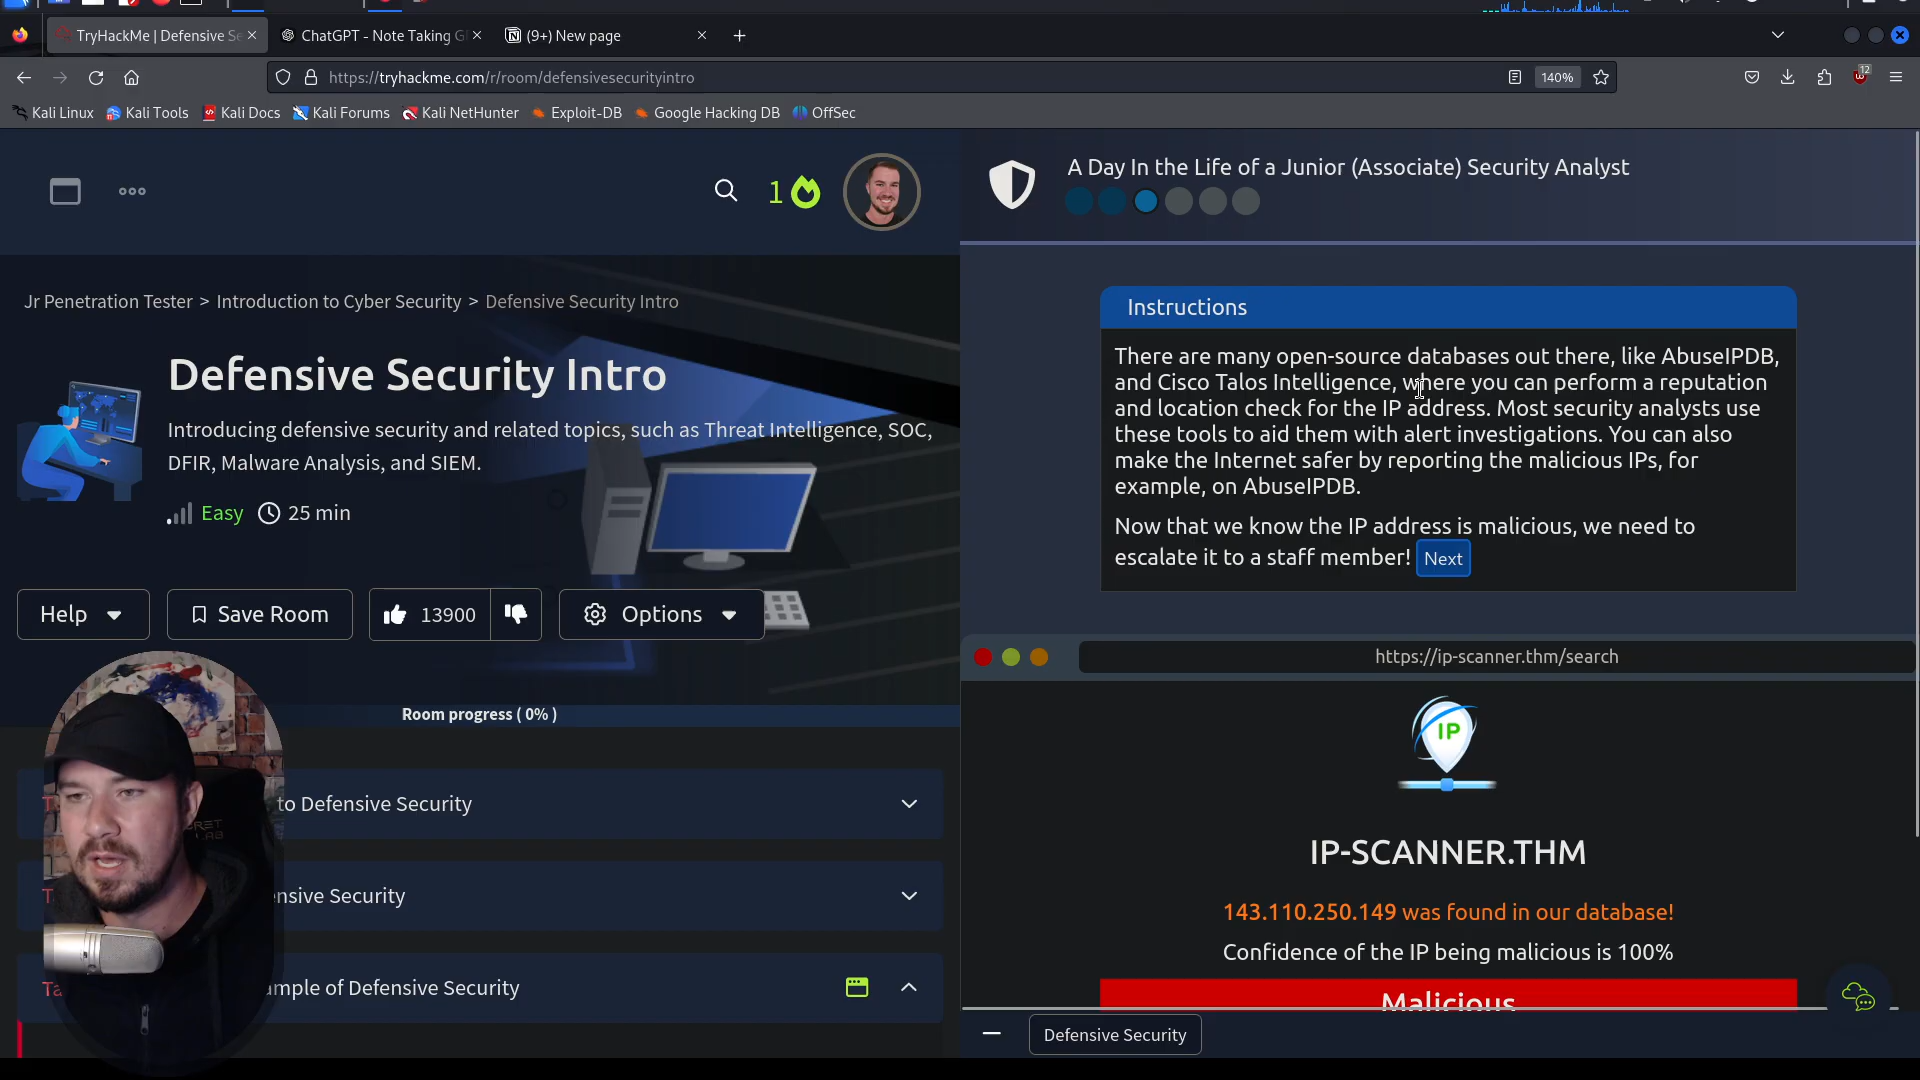 TryHackMe | Defensive Se
ChatGPT - Note Taking G
(9+) New page
https://tryhackme.com/r/room/defensivesecurityintro
140%
12
Kali Linux
Kali Tools
Kali Docs
Kali Forums
Kali NetHunter
Exploit-DB
Google Hacking DB
OffSec
1
Jr Penetration Tester > Introduction to Cyber Security > Defensive Security Intro
Defensive Security Intro
Introducing defensive security and related topics, such as Threat Intelligence, SOC,
DFIR, Malware Analysis, and SIEM.
Easy
25 min
Help
Save Room
13900
Options
Room progress ( 0% )
to Defensive Security
ensive Security
Ta
ample of Defensive Security
A Day In the Life of a Junior (Associate) Security Analyst
Instructions
There are many open-source databases out there, like AbuseIPDB,
and Cisco Talos Intelligence, where you can perform a reputation
and location check for the IP address. Most security analysts use
these tools to aid them with alert investigations. You can also
make the Internet safer by reporting the malicious IPs, for
example, on AbuseIPDB.
Now that we know the IP address is malicious, we need to
escalate it to a staff member! Next
https://ip-scanner.thm/search
IP
IP-SCANNER.THM
143.110.250.149 was found in our database!
Confidence of the IP being malicious is 100%
Malicious
Defensive Security